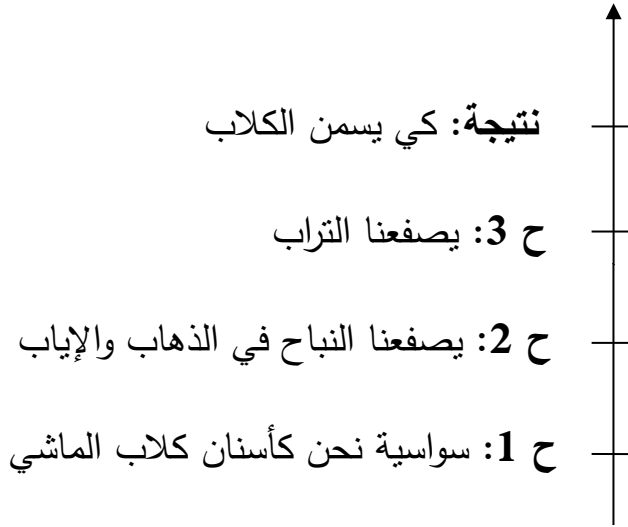 نتيجة: كي يسمن الكلاب
ح 3: يصفعنا التراب
ح 2: يصفعنا النباح في الذهاب والإياب
ح 1: سواسية نحن كأسنان كلاب الماشي